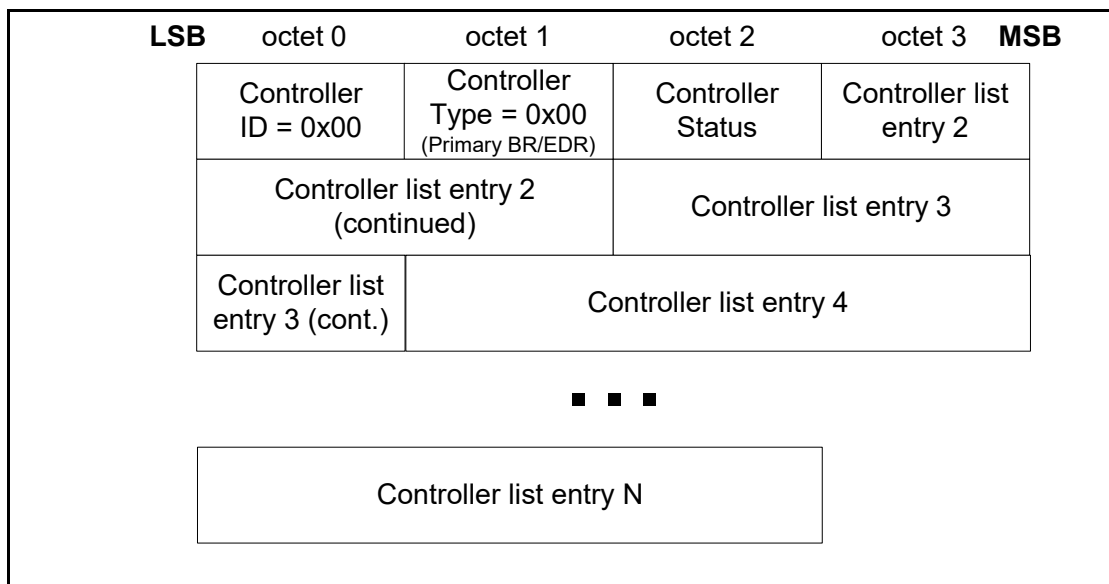 LSB octet 0 octet 1 octet 2 octet 3 MSB
Controller
ID = 0x00
Controller
Type = 0x00
(Primary BR/EDR)
Controller
Status
Controller list
entry 2
Controller list entry 2
(continued)
Controller list entry 3
Controller list
entry 3 (cont.)
Controller list entry 4
Controller list entry N